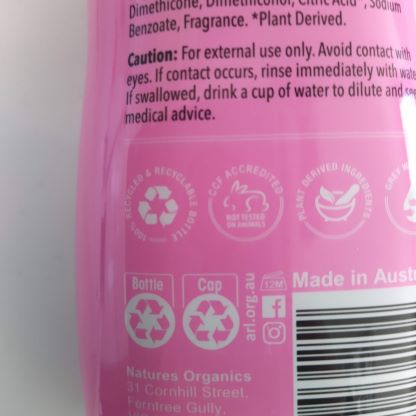 Dimethicone, Dimethiconol, Citric Acid*, Sodium
Benzoate, Fragrance. *Plant Derived.
Caution: For external use only. Avoid contact with
eyes. If contact occurs, rinse immediately with
If swallowed, drink a cup of water to dilute and
medical advice.
100% RECYCLED & RECYCLABLE BOTTLE
CCF ACCREDITED
NOT TESTED
ON ANIMALS
PLANT DERIVED INGREDIENTS
GREY
Bottle
Cap
arl.org.au
12M
Made in
Natures Organics
31 Cornhill Street,
Ferntree Gully,